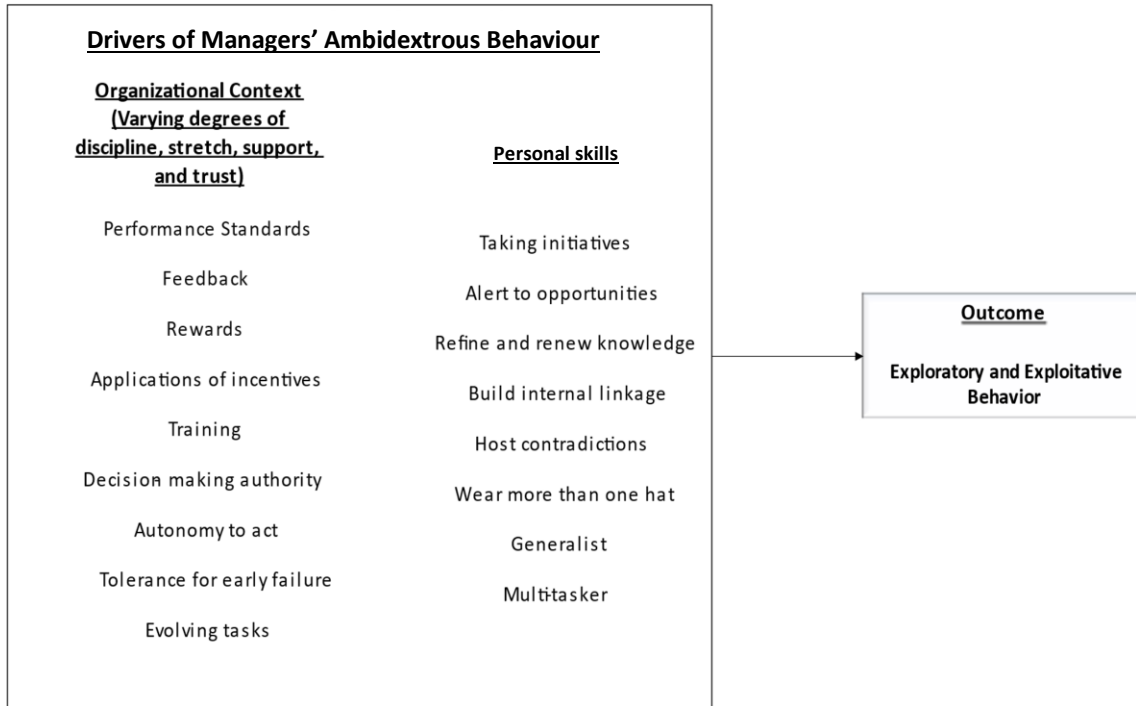 Drivers of Managers’ Ambidextrous Behaviour
Organizational Context
(Varying degrees of
discipline, stretch, support,
and trust)
Performance Standards
Feedback
Rewards
Applications of incentives
Training
Decision making authority
Autonomy to act
Tolerance for early failure
Evolving tasks
Personal skills
Taking initiatives
Alert to opportunities
Refine and renew knowledge
Build internal linkage
Host contradictions
Wear more than one hat
Generalist
Multi-tasker
Outcome
Exploratory and Exploitative
Behavior